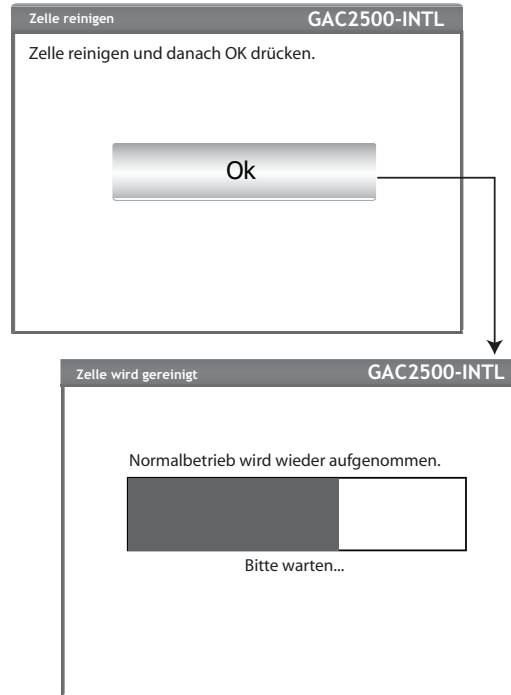 Zelle reinigen GAC2500-INTL
Zelle reinigen und danach OK drücken.
Ok
Zelle wird gereinigt GAC2500-INTL
Normalbetrieb wird wieder aufgenommen.
Bitte warten...